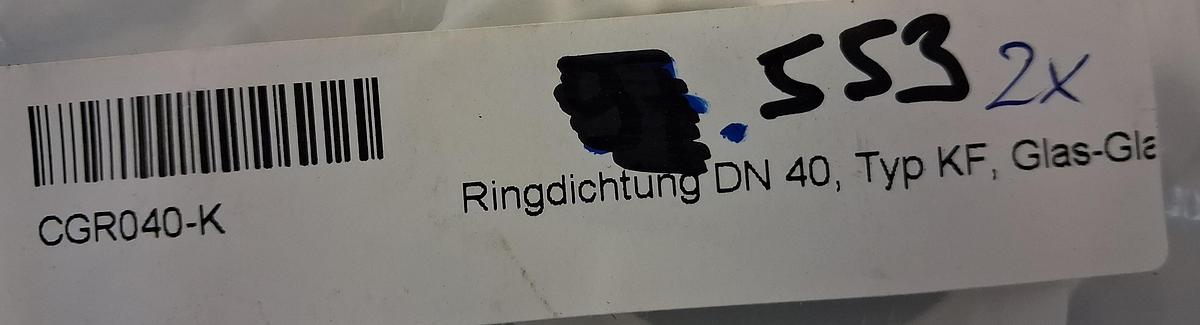 553 2x
Ringdichtung DN 40, Typ KF, Glas-Gla
CGR040-K